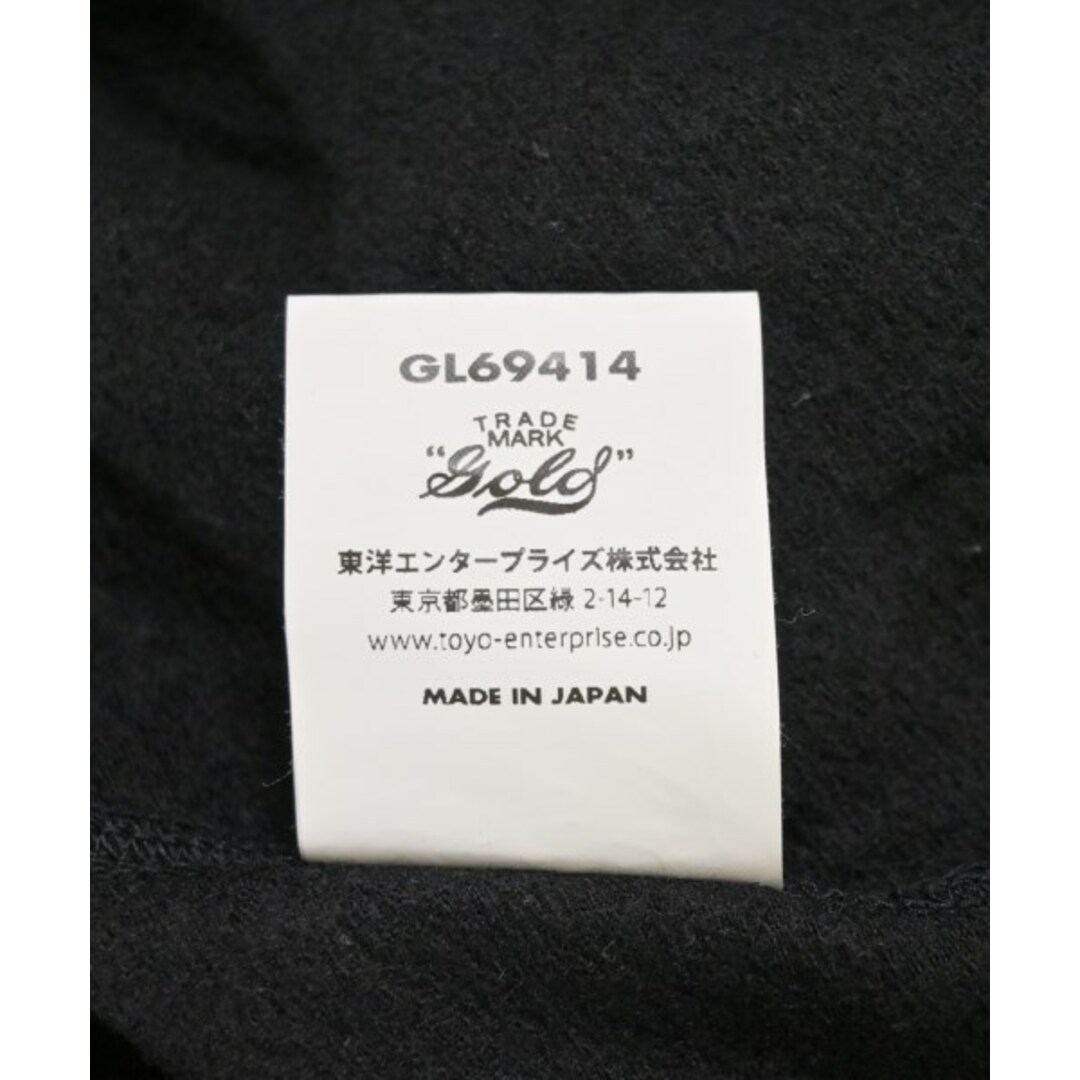 GL69414
TRADE
MARK
“Gold”
東洋エンタープライズ株式会社
東京都墨田区緑 2-14-12
www.toyo-enterprise.co.jp
MADE IN JAPAN